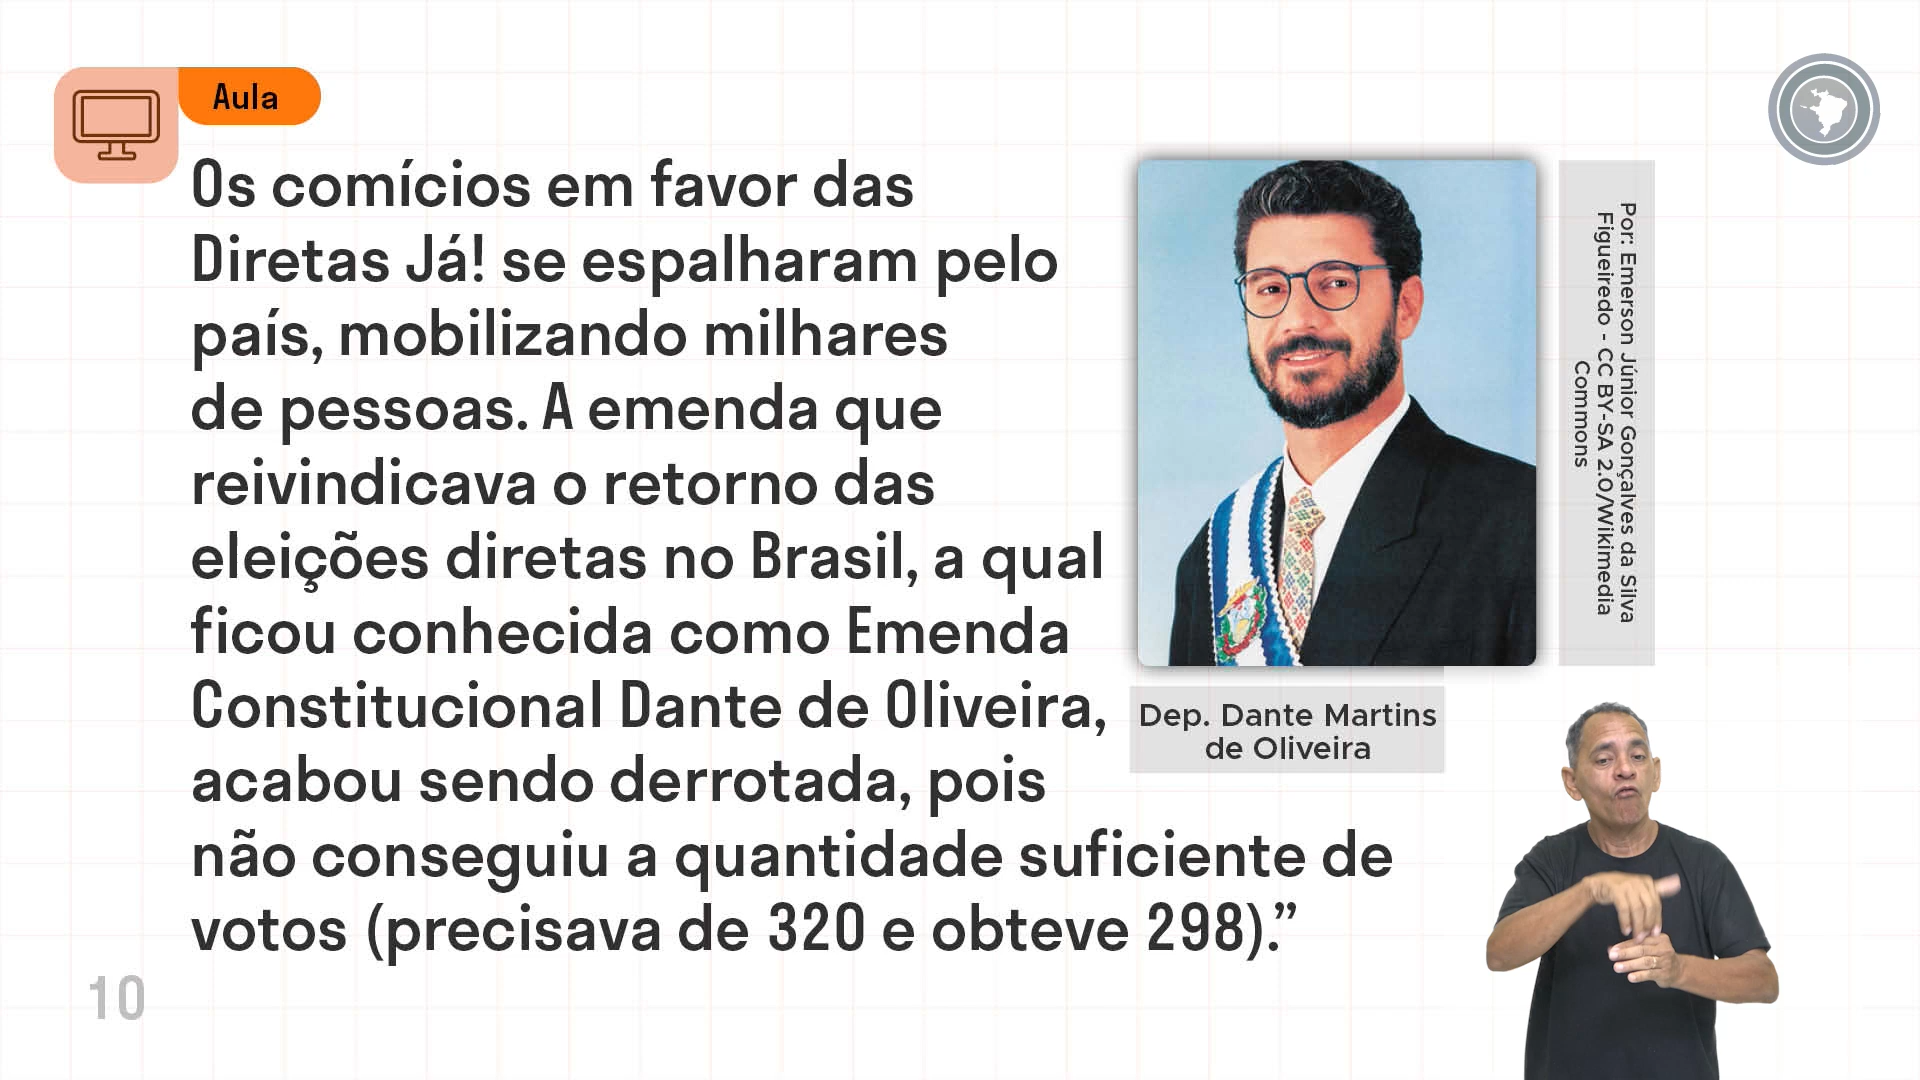 Aula
Os comícios em favor das
Diretas Já! se espalharam pelo
país, mobilizando milhares
de pessoas. A emenda que
reivindicava o retorno das
eleições diretas no Brasil, a qual
ficou conhecida como Emenda
Constitucional Dante de Oliveira,
acabou sendo derrotada, pois
não conseguiu a quantidade suficiente de
votos (precisava de 320 e obteve 298).”
Por: Emerson Júnior Gonçalves da Silva
Figueiredo - CC BY-SA 2.0/Wikimedia
Commons
Dep. Dante Martins
de Oliveira
10